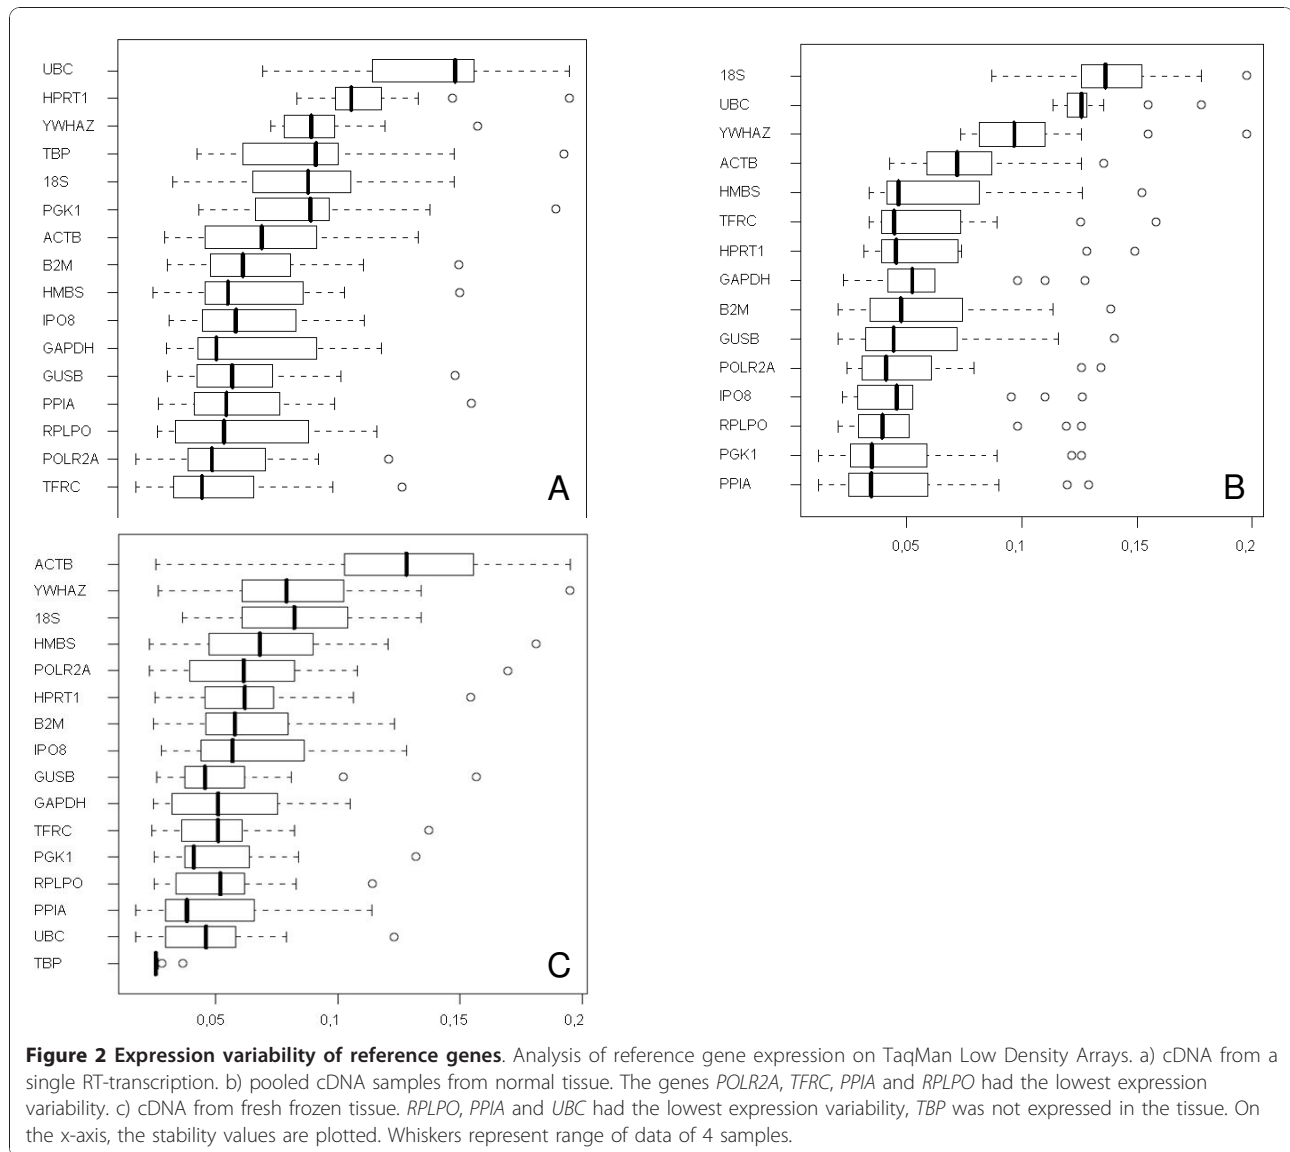 UBC
HPRT1
YWHAZ
TBP
18S
PGK1
ACTB
B2M
HMBS
IPO8
GAPDH
GUSB
PPIA
RPLPO
POLR2A
TFRC
A
18S
UBC
YWHAZ
ACTB
HMBS
TFRC
HPRT1
GAPDH
B2M
GUSB
POLR2A
IPO8
RPLPO
PGK1
PPIA
B
0,05 0,1 0,15 0,2
ACTB
YWHAZ
18S
HMBS
POLR2A
HPRT1
B2M
IPO8
GUSB
GAPDH
TFRC
PGK1
RPLPO
PPIA
UBC
TBP
C
0,05 0,1 0,15 0,2
Figure 2 Expression variability of reference genes. Analysis of reference gene expression on TaqMan Low Density Arrays. a) cDNA from a
single RT-transcription. b) pooled cDNA samples from normal tissue. The genes POLR2A, TFRC, PPIA and RPLPO had the lowest expression
variability. c) cDNA from fresh frozen tissue. RPLPO, PPIA and UBC had the lowest expression variability, TBP was not expressed in the tissue. On
the x-axis, the stability values are plotted. Whiskers represent range of data of 4 samples.